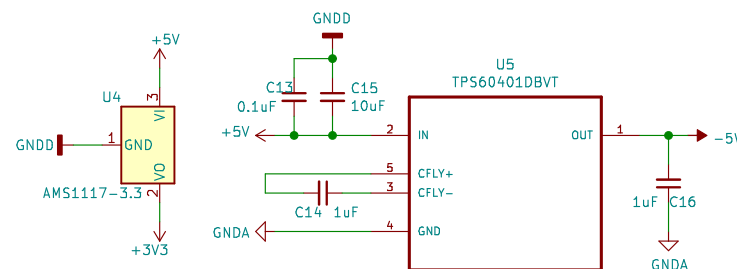 GNDD
+5V
U5
TPS60401DBVT
U4
C13
0.1uF
C15
10uF
3
VI
GNDD
1
GND
+5V
2
IN
OUT
1
-5V
VO
5
CFLY+
AMS1117-3.3
2
3
CFLY-
C14
1uF
1uF
C16
GNDA
4
GND
+3V3
GNDA